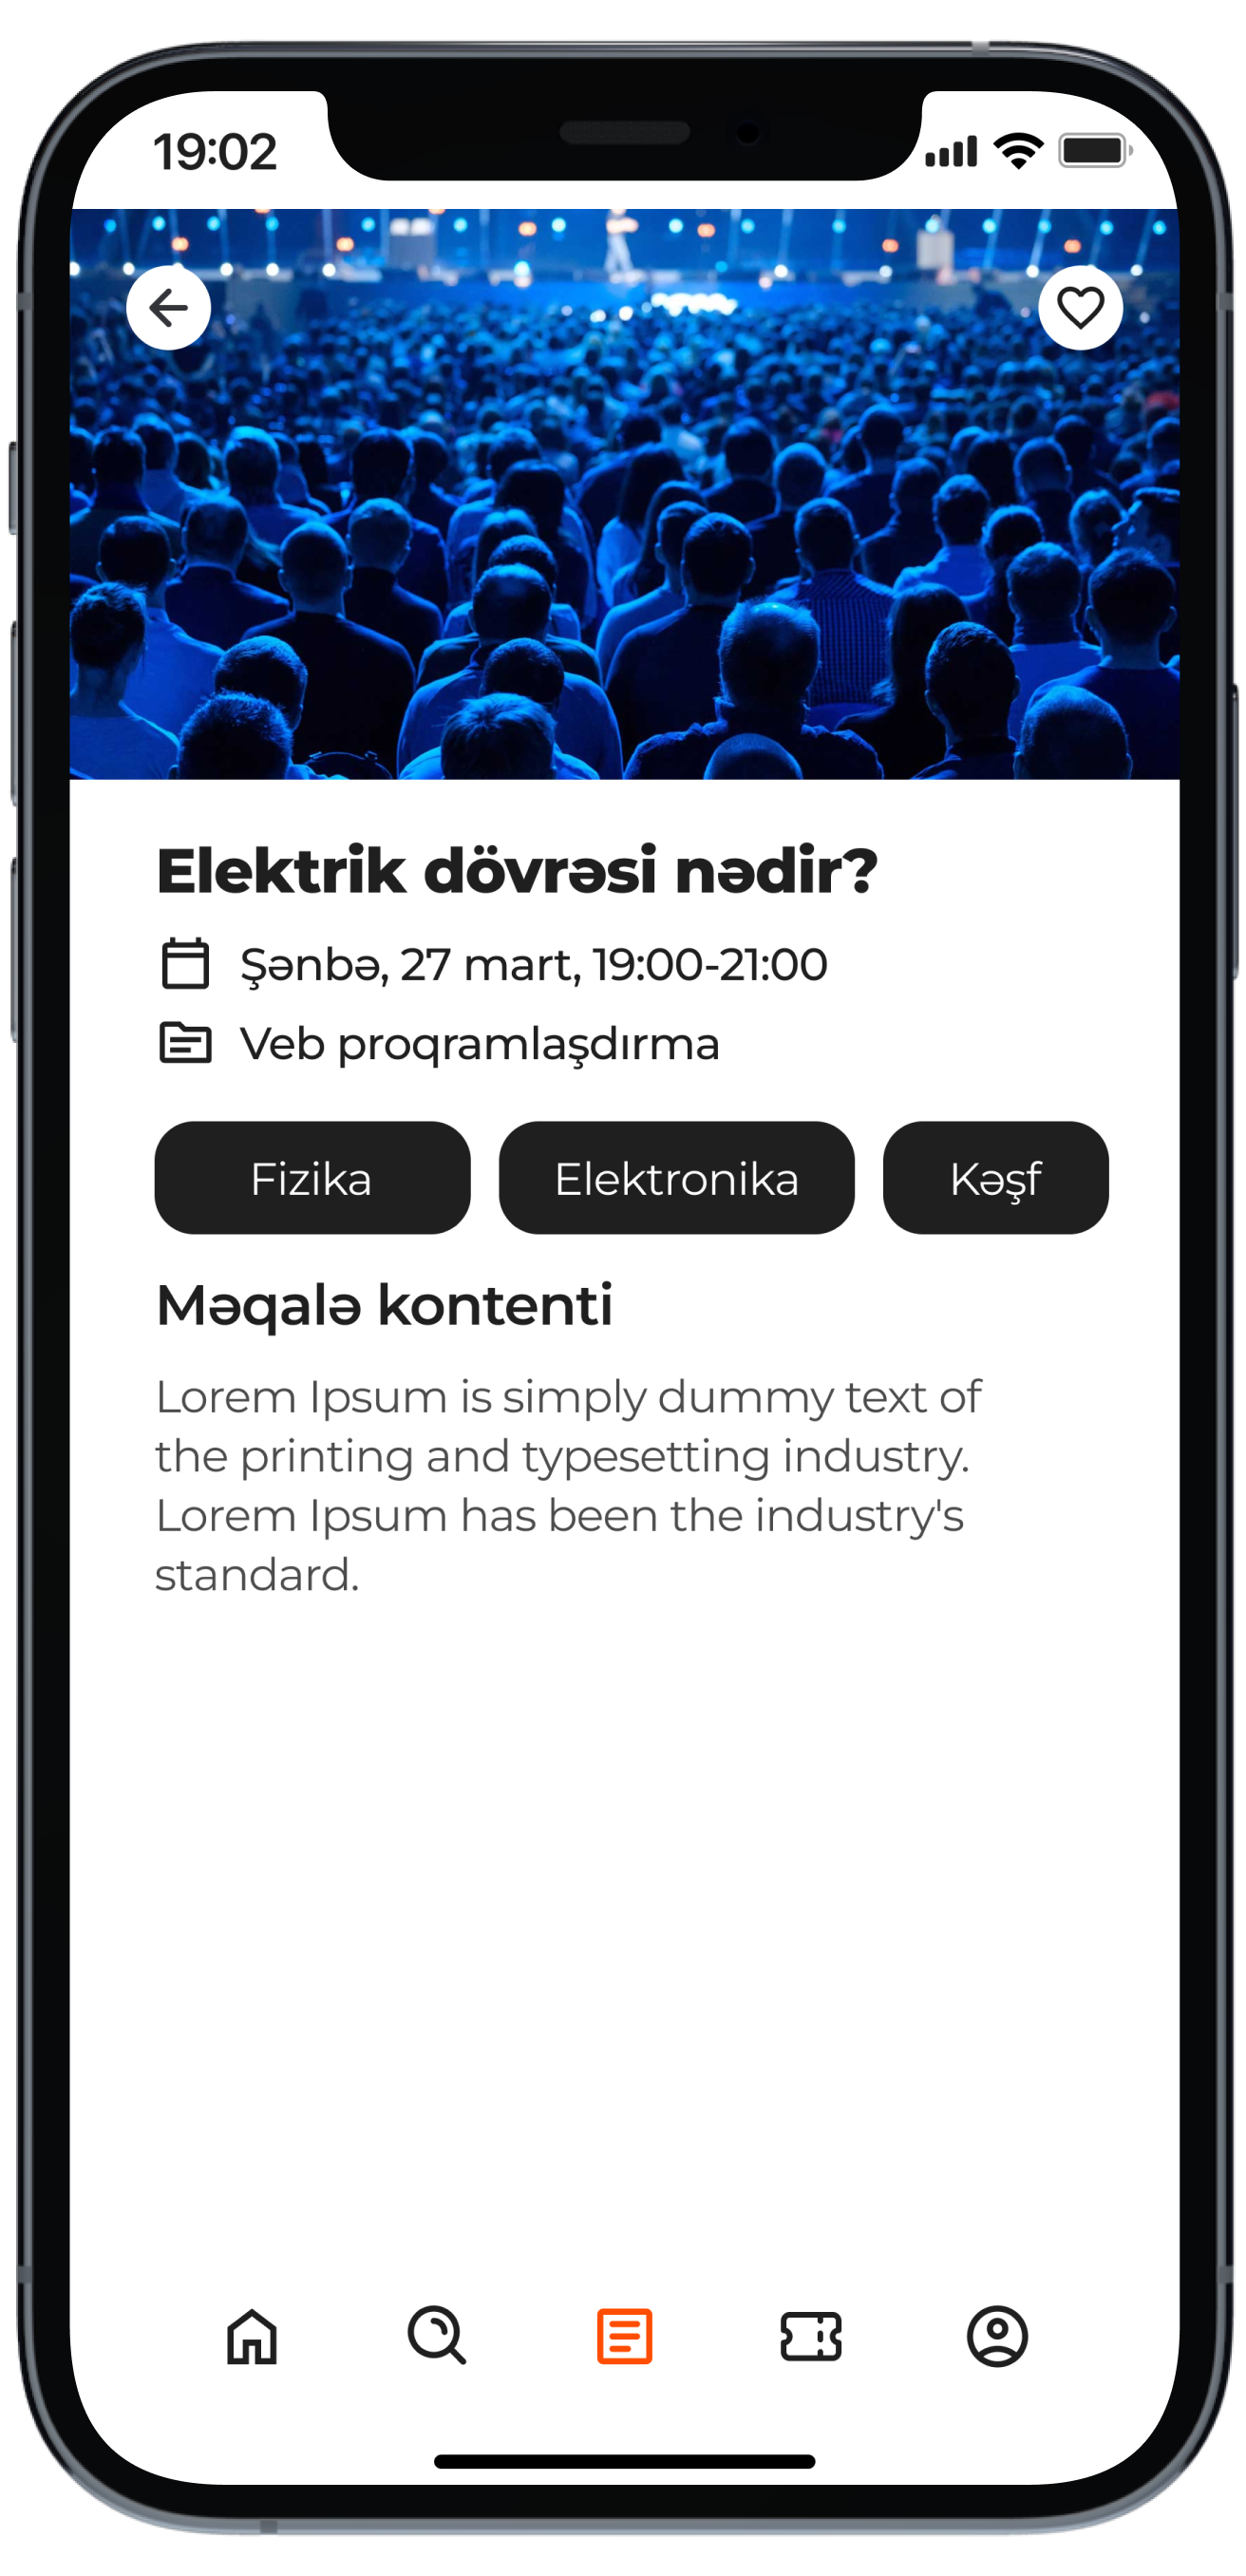 19:02
Elektrik dövrəsi nədir?
Şənbə, 27 mart, 19:00-21:00
Veb proqramlaşdırma
Fizika
Elektronika
Kəşf
Məqalə kontenti
Lorem Ipsum is simply dummy text of
the printing and typesetting industry.
Lorem Ipsum has been the industry's
standard.